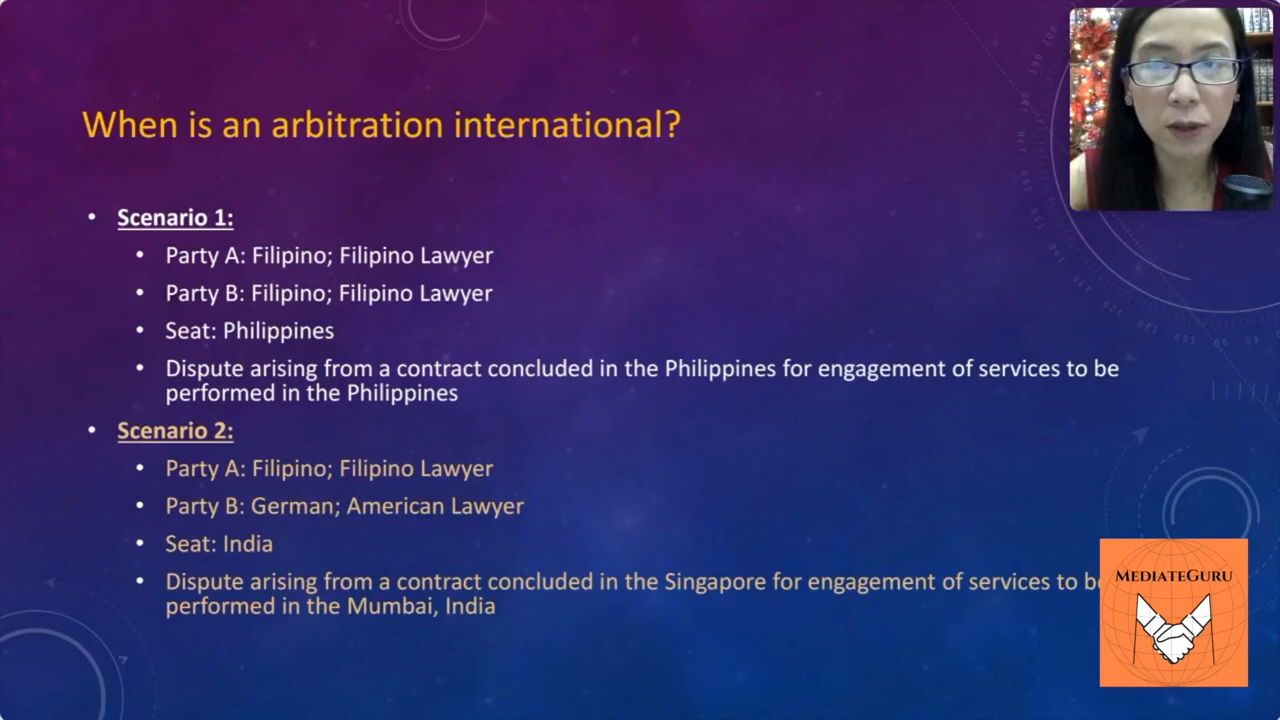 When is an arbitration international?
• Scenario 1:
• Party A: Filipino; Filipino Lawyer
• Party B: Filipino; Filipino Lawyer
• Seat: Philippines
• Dispute arising from a contract concluded in the Philippines for engagement of services to be
performed in the Philippines
• Scenario 2:
• Party A: Filipino; Filipino Lawyer
• Party B: German; American Lawyer
• Seat: India
• Dispute arising from a contract concluded in the Singapore for engagement of services to be
performed in the Mumbai, India
MEDIATEGURU